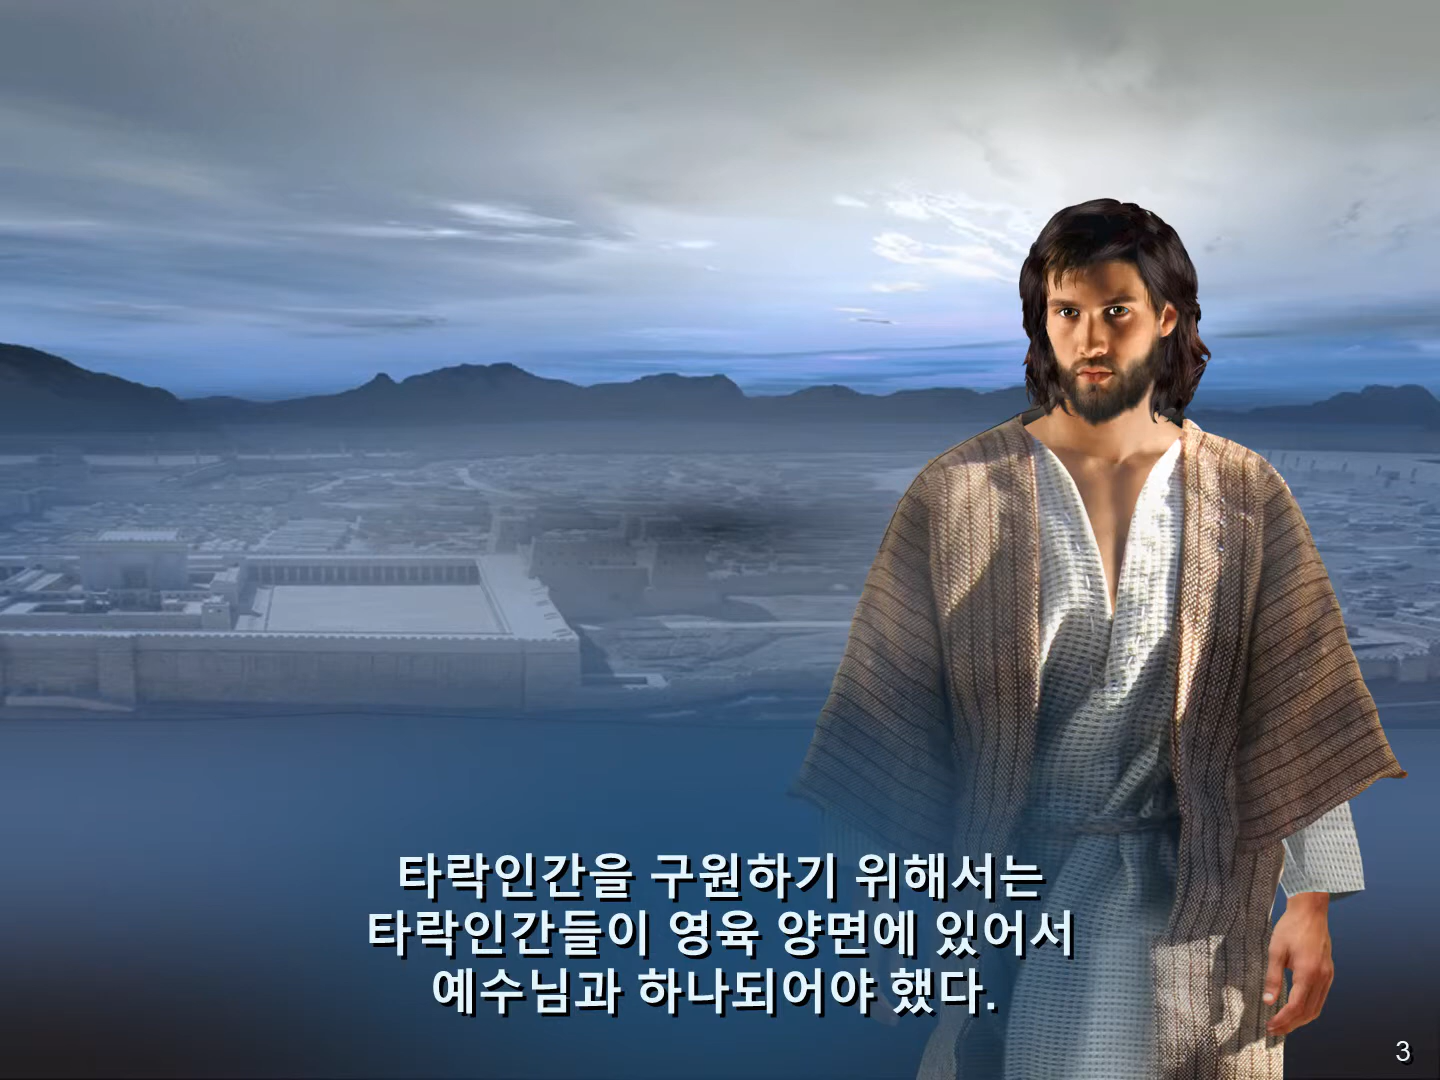 타락인간을 구원하기 위해서는
타락인간들이 영육 양면에 있어서
예수님과 하나되어야 했다.
3